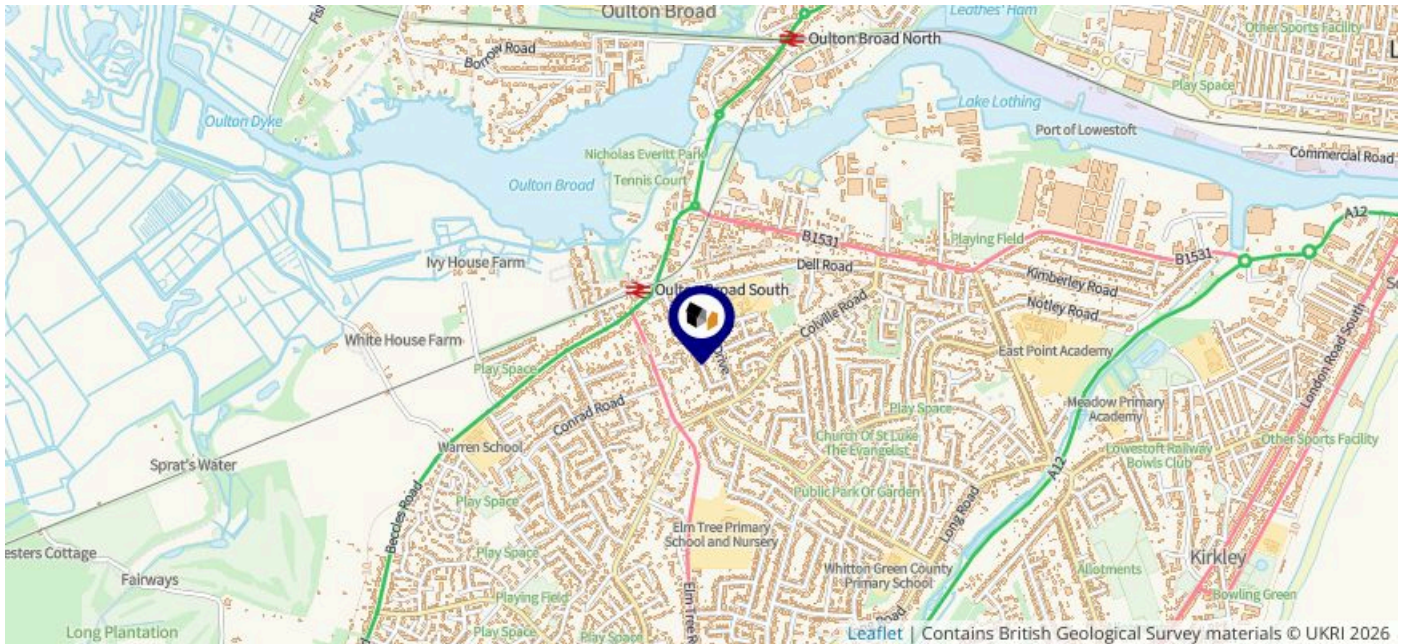 Oulton Broad
Leathes' Ham
Other Sports Facility
Borrow Road
Oulton Broad North
L
Play Space
Lake Lothing
Oulton Dyke
Port of Lowestoft
Nicholas Everitt Park
Commercial Road
Tennis Court
Oulton Broad
A12
B1531
Playing Field
B1531
Ivy House Farm
Dell Road
Kimberley Road
Oulton Broad South
Notley Road
Colville Road
White House Farm
East Point Academy
London Road South
Play Space
Drive
Meadow Primary
Academy
Conrad Road
Play Space
Warren School
Church Of St Luke
The Evangelist
Other Sports Facility
Lowestoft Railway
Bowls Club
Sprat's Water
A12
Public Park Or Garden
Play Space
Beccles Road
Long Road
Elm Tree Primary
School and Nursery
esters Cottage
Play Space
Kirkley
Whitton Green County
Primary School
Allotments
Fairways
Playing Field
Elm Tree R
Bowling Green
Road
Long Plantation
Play Space
Play Space
Leaflet | Contains British Geological Survey materials © UKRI 2026